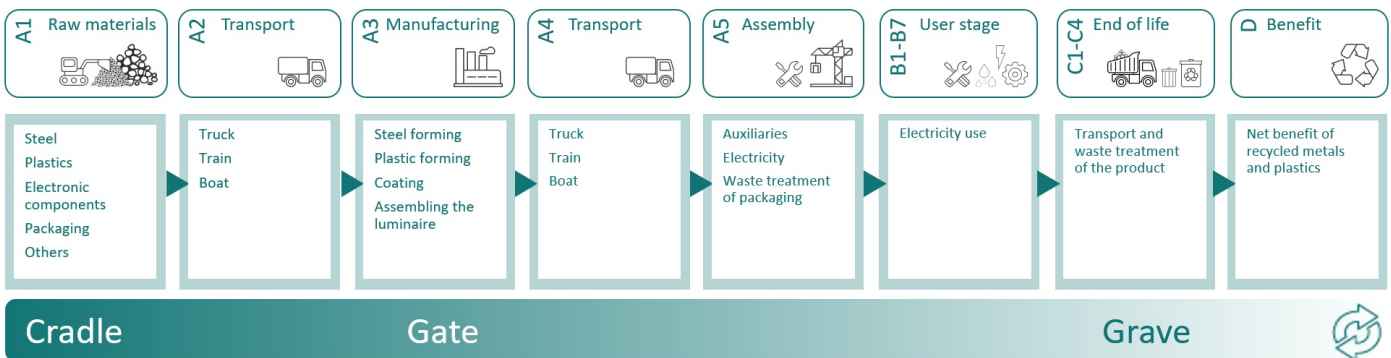 A1 Raw materials
A2 Transport
A3 Manufacturing
A4 Transport
A5 Assembly
B1-B7 User stage
C1-C4 End of life
D Benefit
Steel
Plastics
Electronic
components
Packaging
Others
Truck
Train
Boat
Steel forming
Plastic forming
Coating
Assembling the
luminaire
Truck
Train
Boat
Auxiliaries
Electricity
Waste treatment
of packaging
Electricity use
Transport and
waste treatment
of the product
Net benefit of
recycled metals
and plastics
Cradle
Gate
Grave